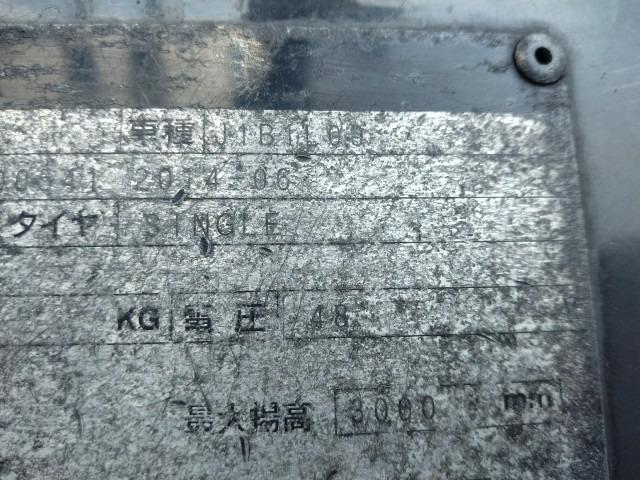 車種 J1B1L00
00441 2014-06
タイヤ SINGLE
KG 電圧 48
最大揚高 3000 mm